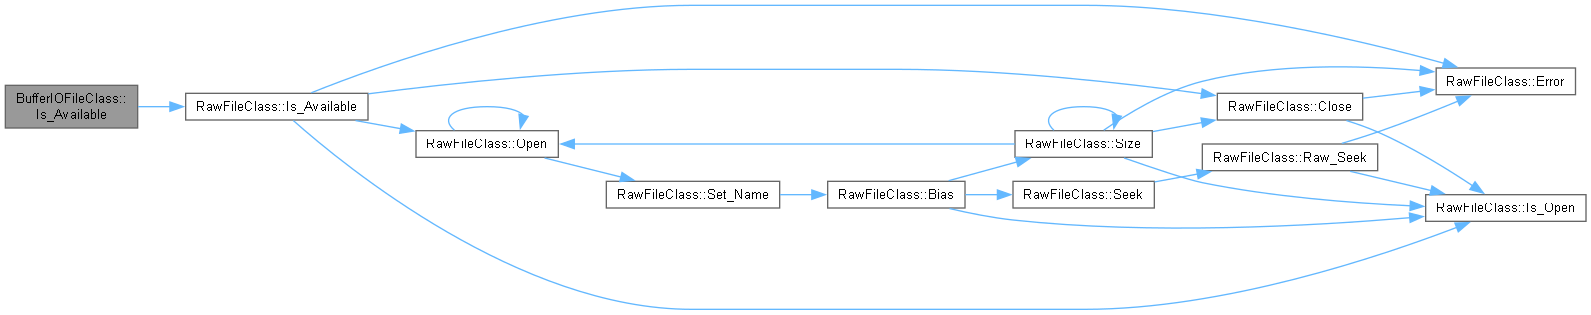 BufferIOFileClass::
Is_Available
RawFileClass::Is_Available
RawFileClass::Open
RawFileClass::Set_Name
RawFileClass::Bias
RawFileClass::Size
RawFileClass::Seek
RawFileClass::Close
RawFileClass::Raw_Seek
RawFileClass::Error
RawFileClass::Is_Open